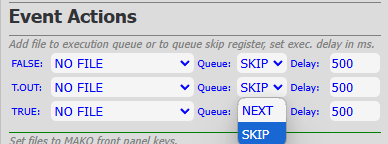 Event Actions
Add file to execution queue or to queue skip register, set exec. delay in ms.
FALSE: NO FILE Queue: SKIP Delay: 500
T.OUT: NO FILE Queue: SKIP Delay: 500
TRUE: NO FILE Queue: NEXT Delay: 500
SKIP
Set files to MAKO front panel keys.